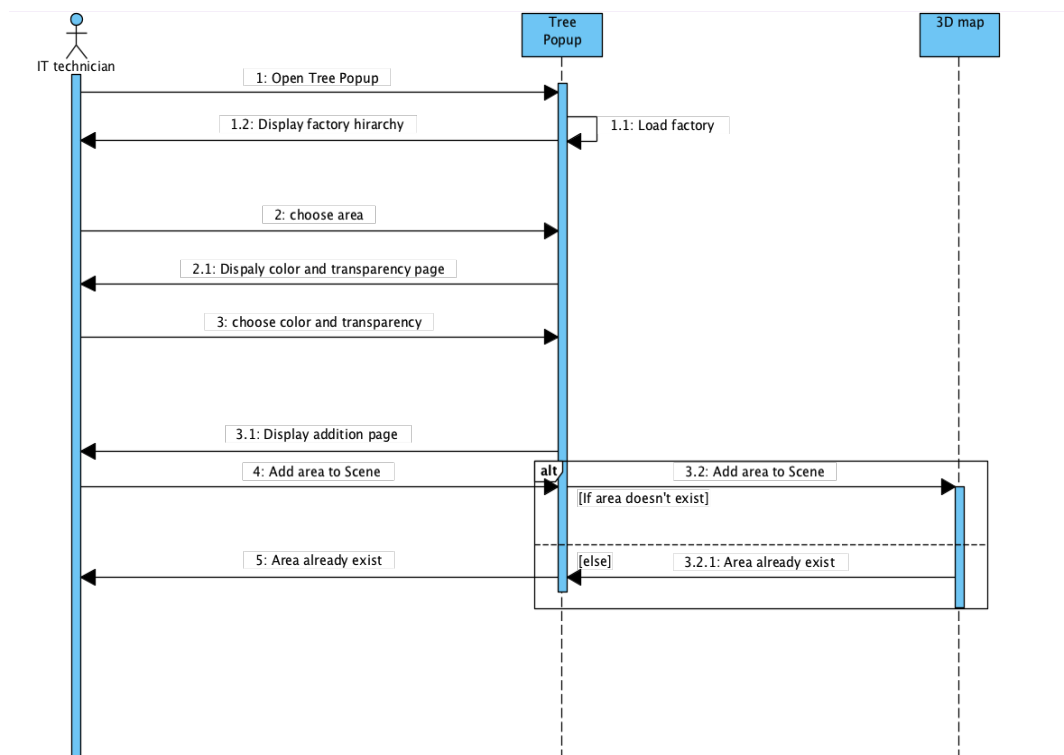 Tree
Popup
3D map
IT technician
1: Open Tree Popup
1.2: Display factory hirarchy
1.1: Load factory
2: choose area
2.1: Dispaly color and transparency page
3: choose color and transparency
3.1: Display addition page
4: Add area to Scene
alt
3.2: Add area to Scene
[If area doesn't exist]
5: Area already exist
[else]
3.2.1: Area already exist